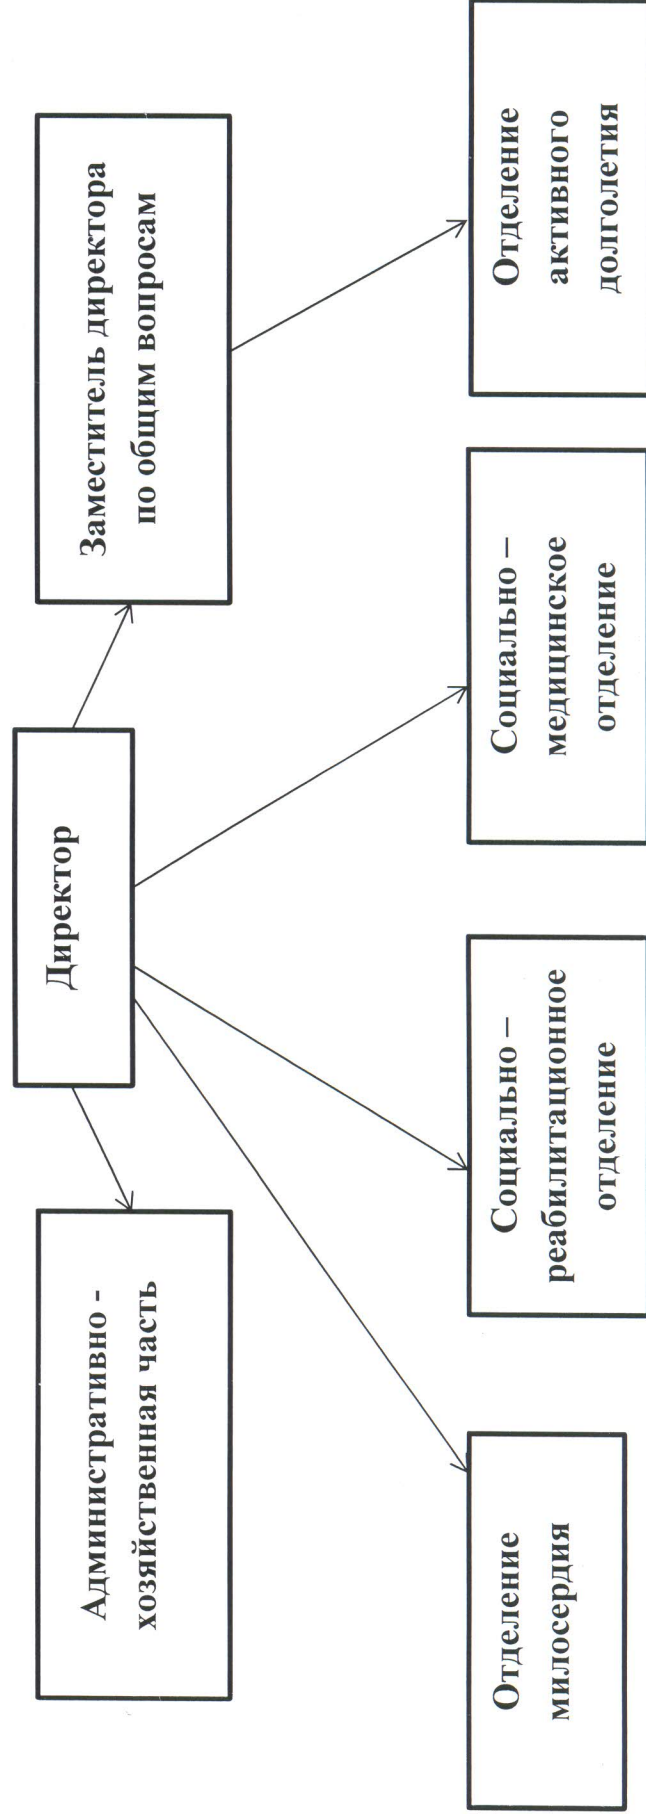 Директор
Административно -
хозяйственная часть
Заместитель директора
по общим вопросам
Отделение
милосердия
Социально –
реабилитационное
отделение
Социально –
медицинское
отделение
Отделение
активного
долголетия